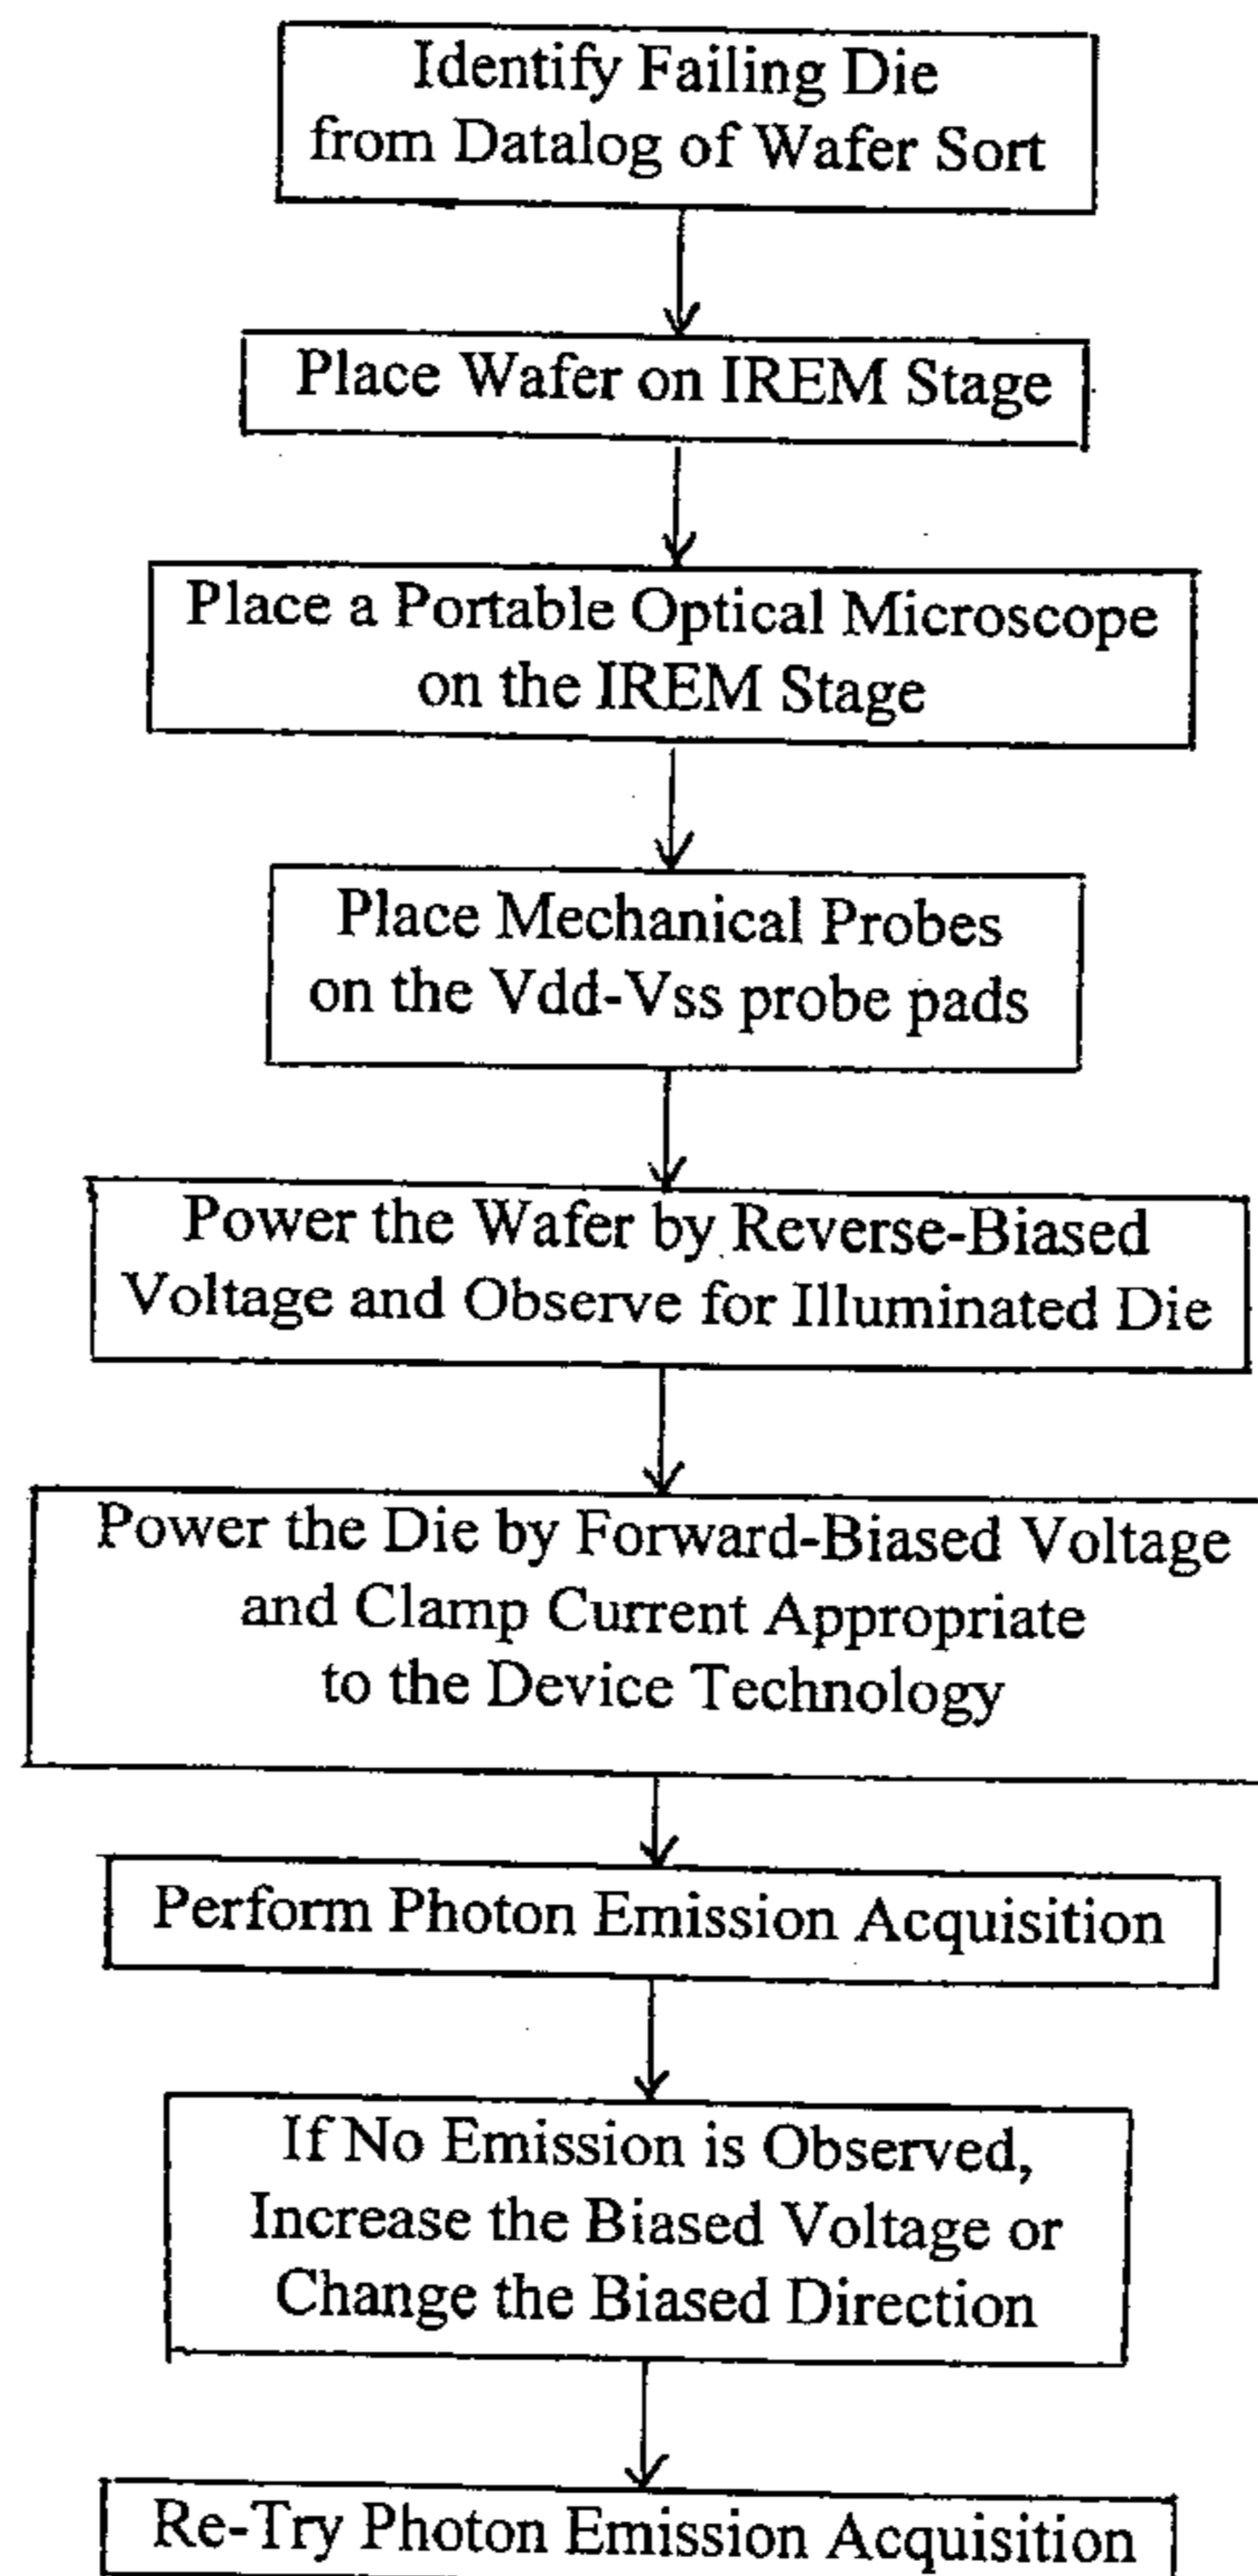 Identify Failing Die
from Datalog of Wafer Sort
Place Wafer on IREM Stage
Place a Portable Optical Microscope
on the IREM Stage
Place Mechanical Probes
on the Vdd-Vss probe pads
Power the Wafer by Reverse-Biased
Voltage and Observe for Illuminated Die
Power the Die by Forward-Biased Voltage
and Clamp Current Appropriate
to the Device Technology
Perform Photon Emission Acquisition
If No Emission is Observed,
Increase the Biased Voltage or
Change the Biased Direction
Re-Try Photon Emission Acquisition